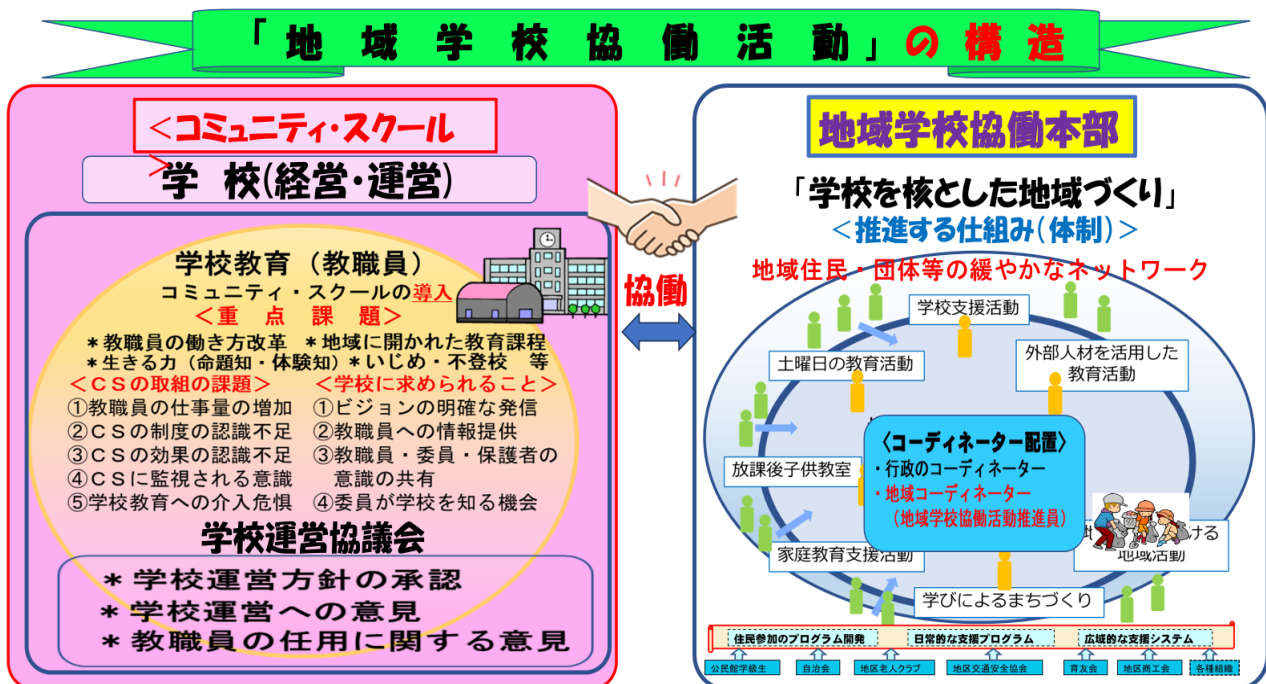 「地域学校協働活動」の構造
<コミュニティ・スクール
>
学 校(経営・運営)
学校教育（教職員）
コミュニティ・スクールの導入
＜重 点 課 題＞
＊教職員の働き方改革 ＊地域に開かれた教育課程
＊生きる力（命題知・体験知）＊いじめ・不登校 等
＜ＣＳの取組の課題＞
①教職員の仕事量の増加
②ＣＳの制度の認識不足
③ＣＳの効果の認識不足
④ＣＳに監視される意識
⑤学校教育への介入危惧
＜学校に求められること＞
①ビジョンの明確な発信
②教職員への情報提供
③教職員・委員・保護者の
意識の共有
④委員が学校を知る機会
学校運営協議会
＊学校運営方針の承認
＊学校運営への意見
＊教職員の任用に関する意見
協働
地域学校協働本部
「学校を核とした地域づくり」
＜推進する仕組み(体制)＞
地域住民・団体等の緩やかなネットワーク
学校支援活動
土曜日の教育活動
外部人材を活用した
教育活動
放課後子供教室
〈コーディネーター配置〉
・行政のコーディネーター
・地域コーディネーター
（地域学校協働活動推進員）
家庭教育支援活動
ける
地域活動
学びによるまちづくり
住民参加のプログラム開発
日常的な支援プログラム
広域的な支援システム
公民館学級生
自治会
地区老人クラブ
地区交通安全協会
育友会
地区商工会
各種組織